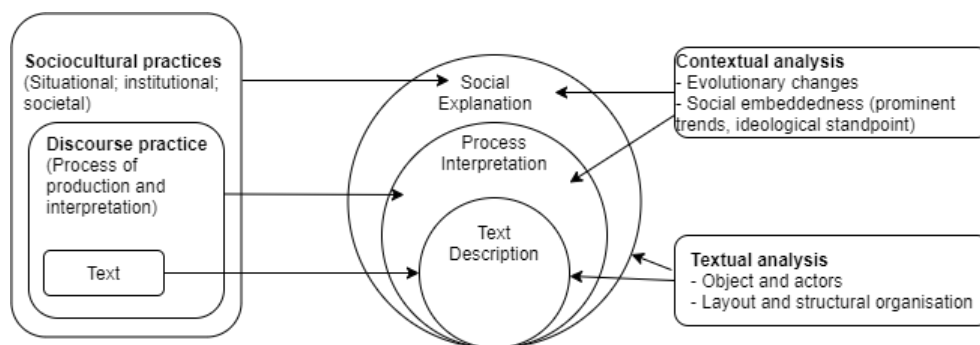 Sociocultural practices
(Situational; institutional;
societal)
Discourse practice
(Process of
production and
interpretation)
Text
Social
Explanation
Process
Interpretation
Text
Description
Contextual analysis
- Evolutionary changes
- Social embeddedness (prominent
trends, ideological standpoint)
Textual analysis
- Object and actors
- Layout and structural organisation